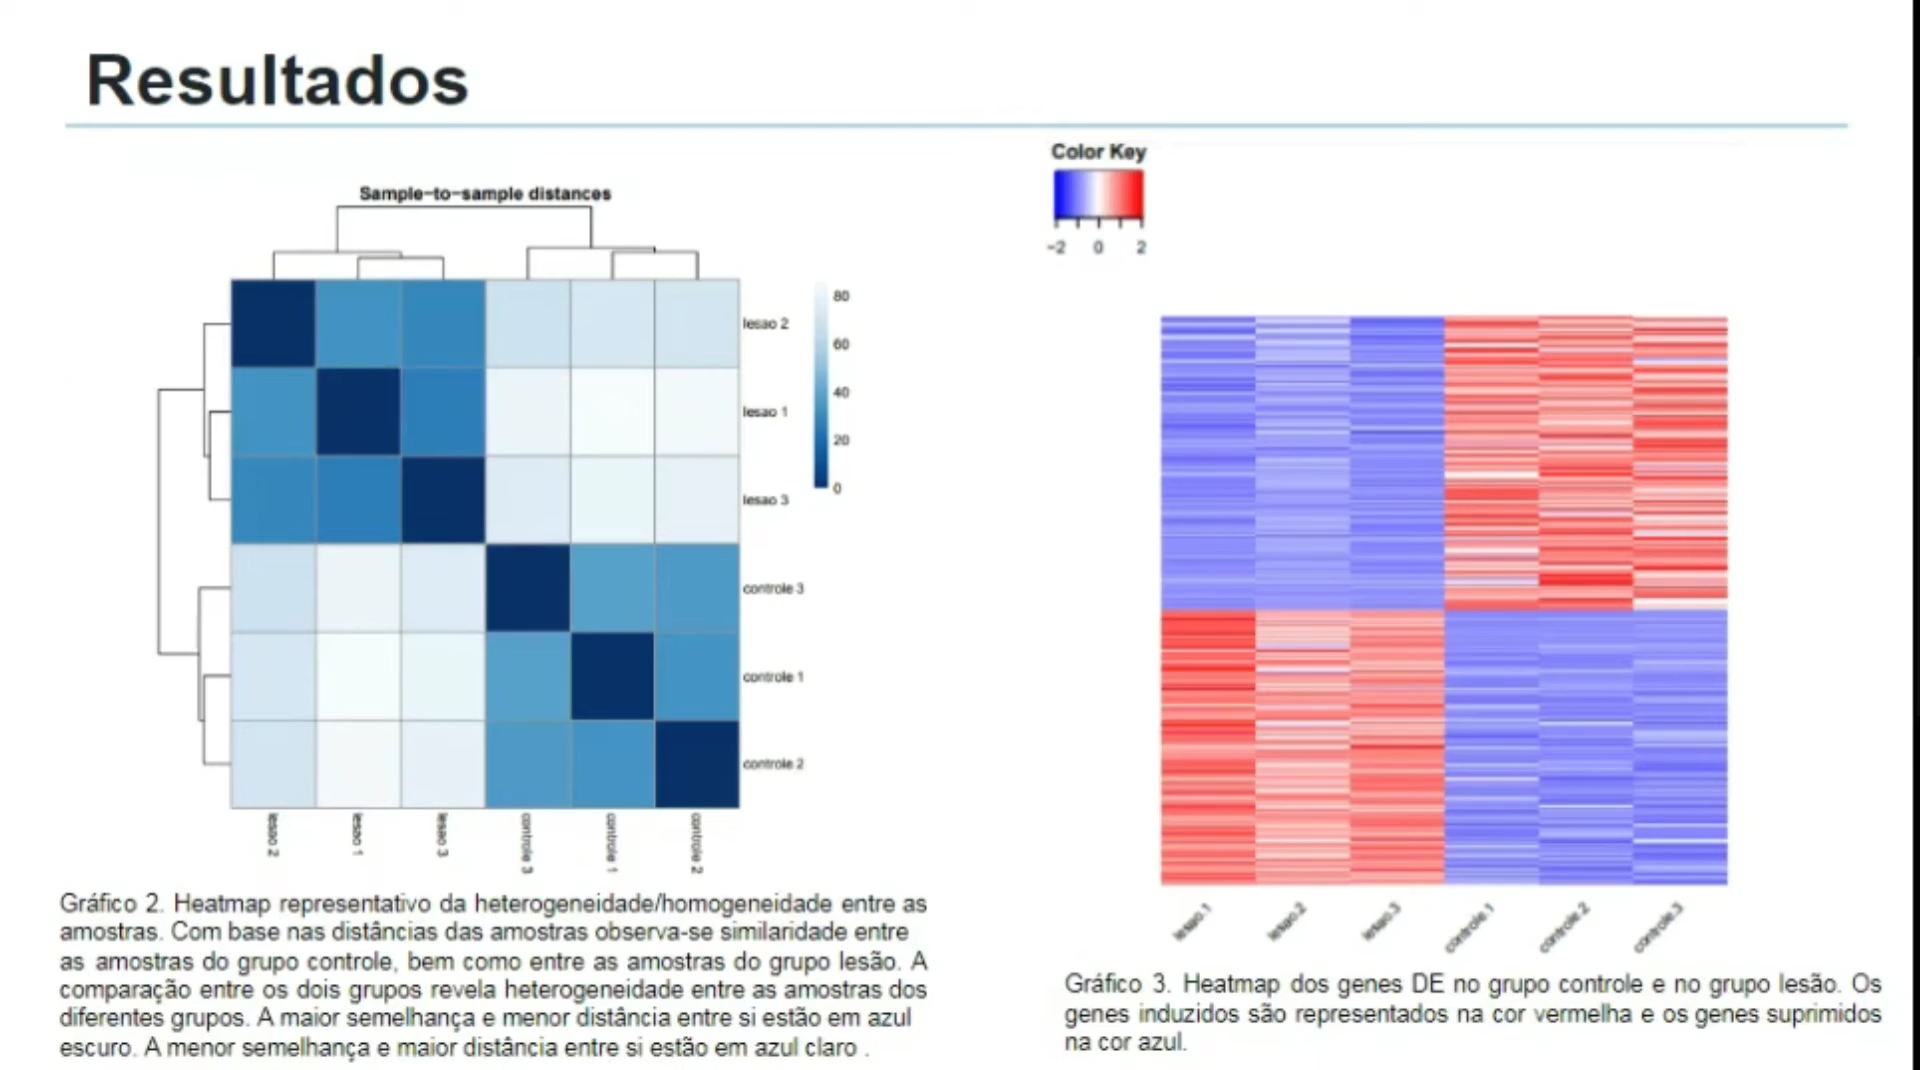 Resultados
Sample-to-sample distances
80
60
40
20
0
lesao 2
lesao 1
lesao 3
controle 3
controle 1
controle 2
lesao 2
lesao 1
lesao 3
controle 3
controle 1
controle 2
Gráfico 2. Heatmap representativo da heterogeneidade/homogeneidade entre as
amostras. Com base nas distâncias das amostras observa-se similaridade entre
as amostras do grupo controle, bem como entre as amostras do grupo lesão. A
comparação entre os dois grupos revela heterogeneidade entre as amostras dos
diferentes grupos. A maior semelhança e menor distância entre si estão em azul
escuro. A menor semelhança e maior distância entre si estão em azul claro .
Color Key
-2 0 2
lesao.1
lesao.2
lesao.3
controle.1
controle.2
controle.3
Gráfico 3. Heatmap dos genes DE no grupo controle e no grupo lesão. Os
genes induzidos são representados na cor vermelha e os genes suprimidos
na cor azul.